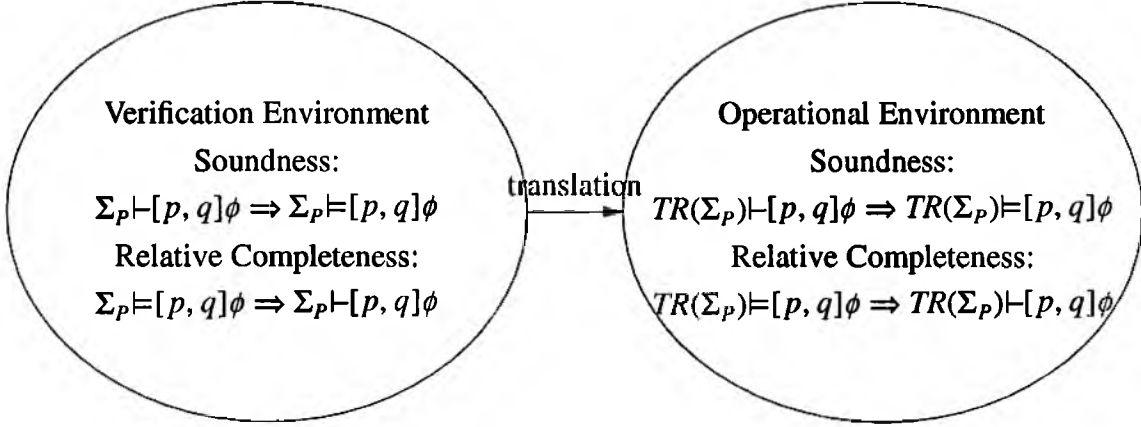 Verification Environment
Soundness:
Σ_P⊢[p, q]ϕ ⇒ Σ_P⊨[p, q]ϕ
Relative Completeness:
Σ_P⊨[p, q]ϕ ⇒ Σ_P⊢[p, q]ϕ
translation
Operational Environment
Soundness:
TR(Σ_P)⊢[p, q]ϕ ⇒ TR(Σ_P)⊨[p, q]ϕ
Relative Completeness:
TR(Σ_P)⊨[p, q]ϕ ⇒ TR(Σ_P)⊢[p, q]ϕ